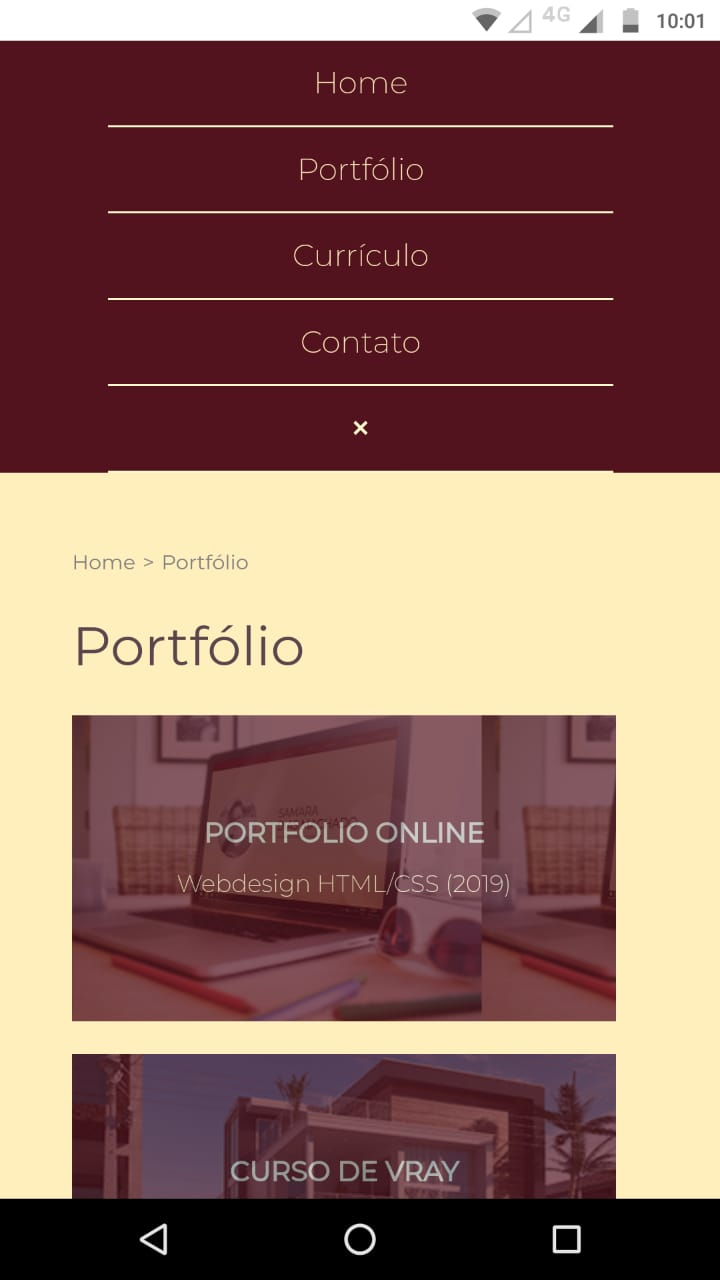 4G 10:01
Home
Portfólio
Currículo
Contato
×
Home > Portfólio
Portfólio
SAMARA
PORTFOLIO ONLINE
Webdesign HTML/CSS (2019)
CURSO DE VRAY